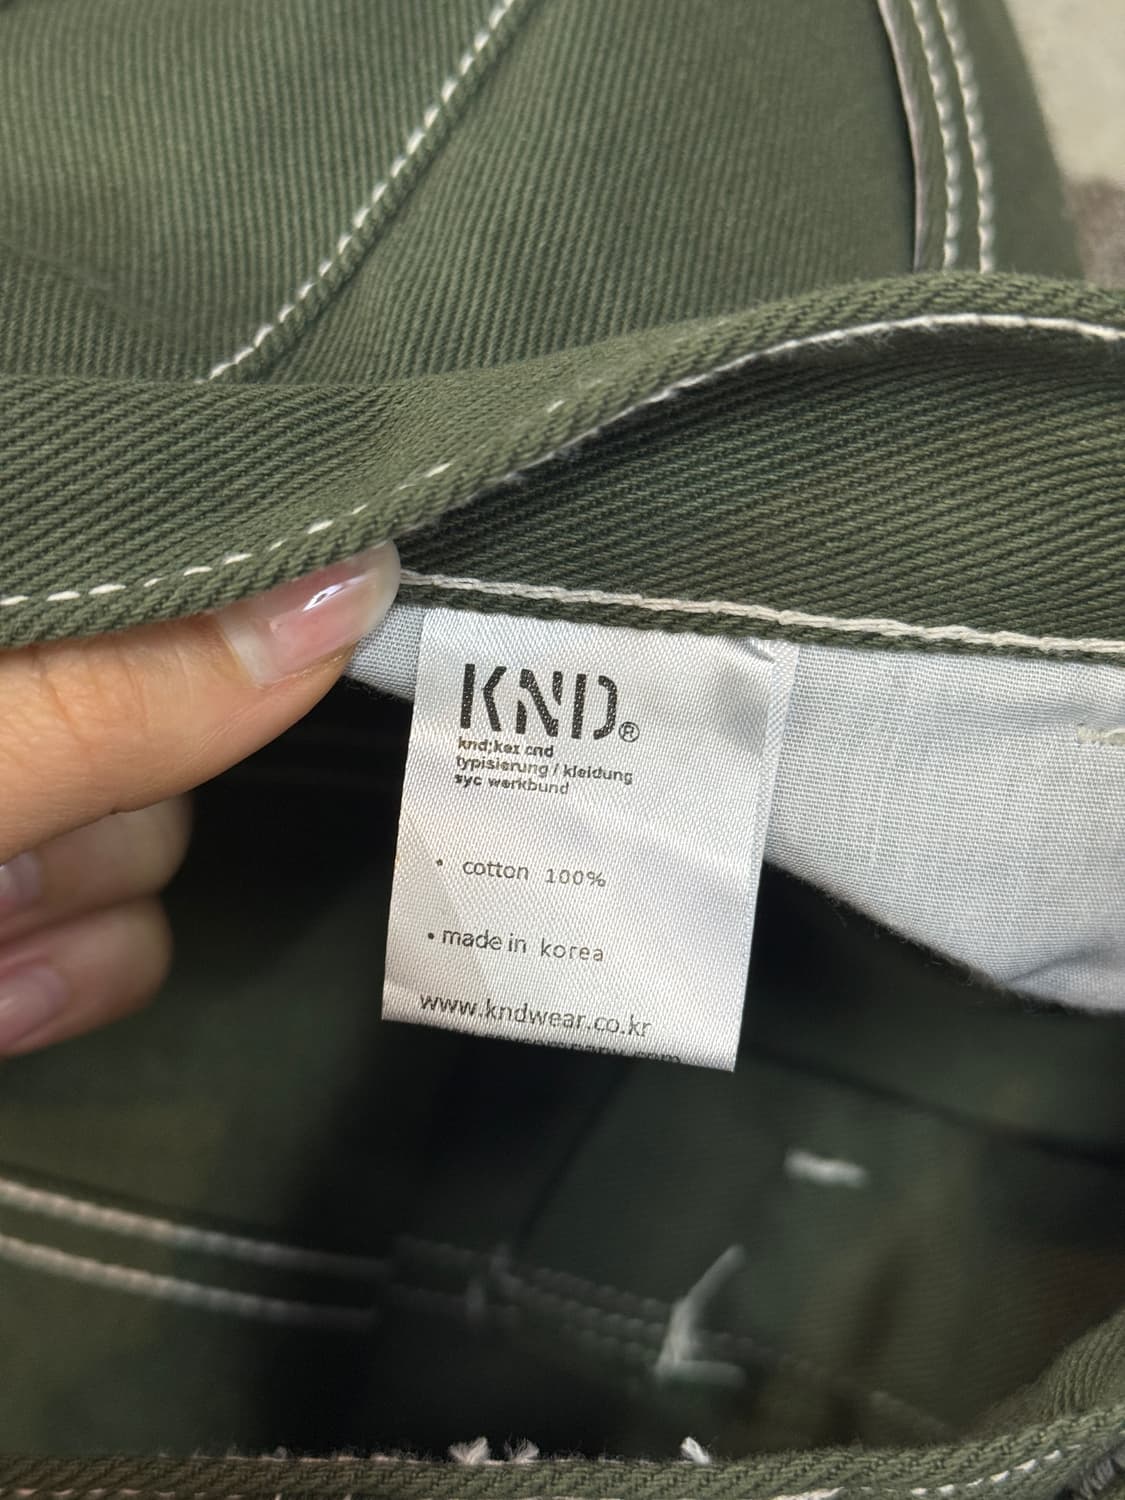 KND®
knd;kex cnd
typisierung / kleidung
syc werkbund
• cotton 100%
• made in korea
www.kndwear.co.kr